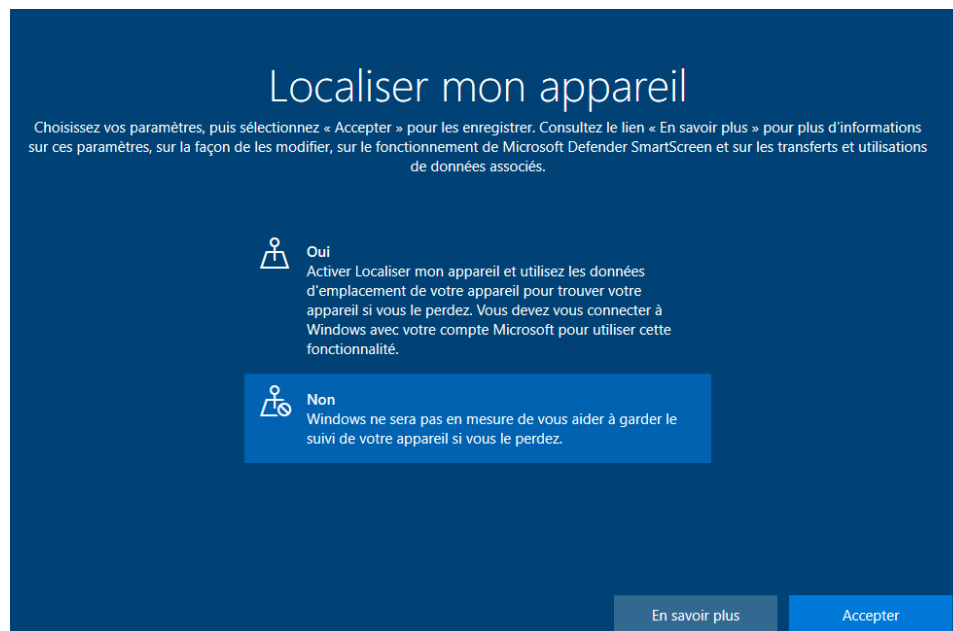 Localiser mon appareil
Choisissez vos paramètres, puis sélectionnez « Accepter » pour les enregistrer. Consultez le lien « En savoir plus » pour plus d'informations
sur ces paramètres, sur la façon de les modifier, sur le fonctionnement de Microsoft Defender SmartScreen et sur les transferts et utilisations
de données associés.
Oui
Activer Localiser mon appareil et utilisez les données
d'emplacement de votre appareil pour trouver votre
appareil si vous le perdez. Vous devez vous connecter à
Windows avec votre compte Microsoft pour utiliser cette
fonctionnalité.
Non
Windows ne sera pas en mesure de vous aider à garder le
suivi de votre appareil si vous le perdez.
En savoir plus
Accepter